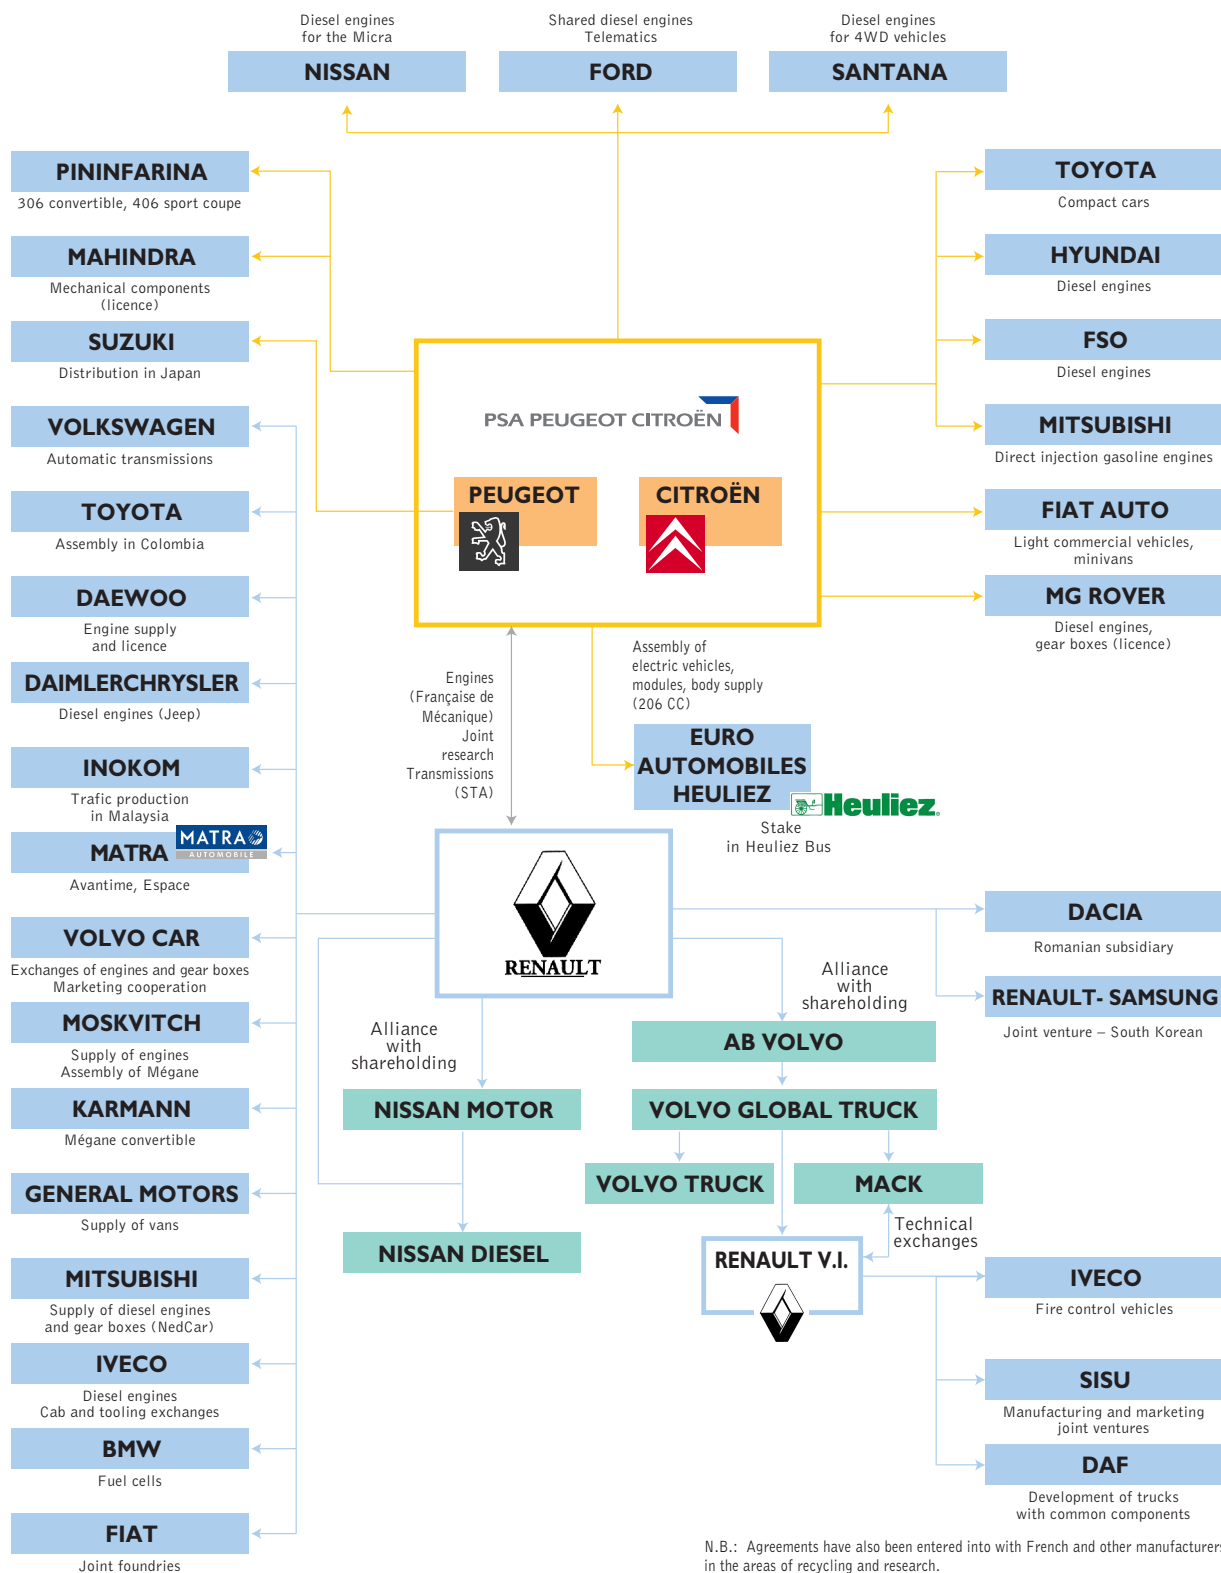 Diesel engines
for the Micra
NISSAN
Shared diesel engines
Telematics
FORD
Diesel engines
for 4WD vehicles
SANTANA
PININFARINA
306 convertible, 406 sport coupe
MAHINDRA
Mechanical components
(licence)
SUZUKI
Distribution in Japan
VOLKSWAGEN
Automatic transmissions
TOYOTA
Assembly in Colombia
DAEWOO
Engine supply
and licence
DAIMLERCHRYSLER
Diesel engines (Jeep)
INOKOM
Trafic production
in Malaysia
MATRA
MATRA
AUTOMOBILE
Avantime, Espace
VOLVO CAR
Exchanges of engines and gear boxes
Marketing cooperation
MOSKVITCH
Supply of engines
Assembly of Mégane
KARMANN
Mégane convertible
GENERAL MOTORS
Supply of vans
MITSUBISHI
Supply of diesel engines
and gear boxes (NedCar)
IVECO
Diesel engines
Cab and tooling exchanges
BMW
Fuel cells
FIAT
Joint foundries
PSA PEUGEOT CITROËN
PEUGEOT
CITROËN
Engines
(Française de
Mécanique)
Joint
research
Transmissions
(STA)
Assembly of
electric vehicles,
modules, body supply
(206 CC)
EURO
AUTOMOBILES
HEULIEZ
Heuliez
Stake
in Heuliez Bus
RENAULT
Alliance
with
shareholding
NISSAN MOTOR
NISSAN DIESEL
Alliance
with
shareholding
AB VOLVO
VOLVO GLOBAL TRUCK
VOLVO TRUCK
MACK
Technical
exchanges
RENAULT V.I.
TOYOTA
Compact cars
HYUNDAI
Diesel engines
FSO
Diesel engines
MITSUBISHI
Direct injection gasoline engines
FIAT AUTO
Light commercial vehicles,
minivans
MG ROVER
Diesel engines,
gear boxes (licence)
DACIA
Romanian subsidiary
RENAULT- SAMSUNG
Joint venture – South Korean
IVECO
Fire control vehicles
SISU
Manufacturing and marketing
joint ventures
DAF
Development of trucks
with common components
N.B.: Agreements have also been entered into with French and other manufacturers
in the areas of recycling and research.